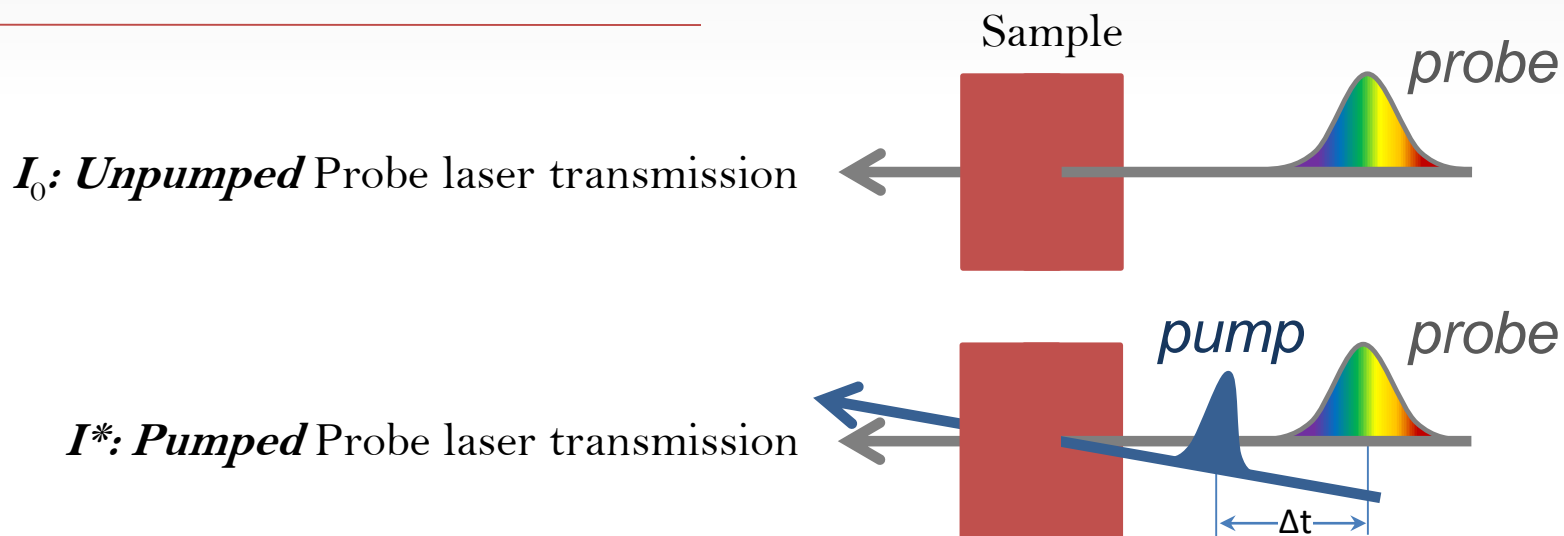 Sample
probe
I₀: Unpumped Probe laser transmission
pump
probe
I*: Pumped Probe laser transmission
Δt